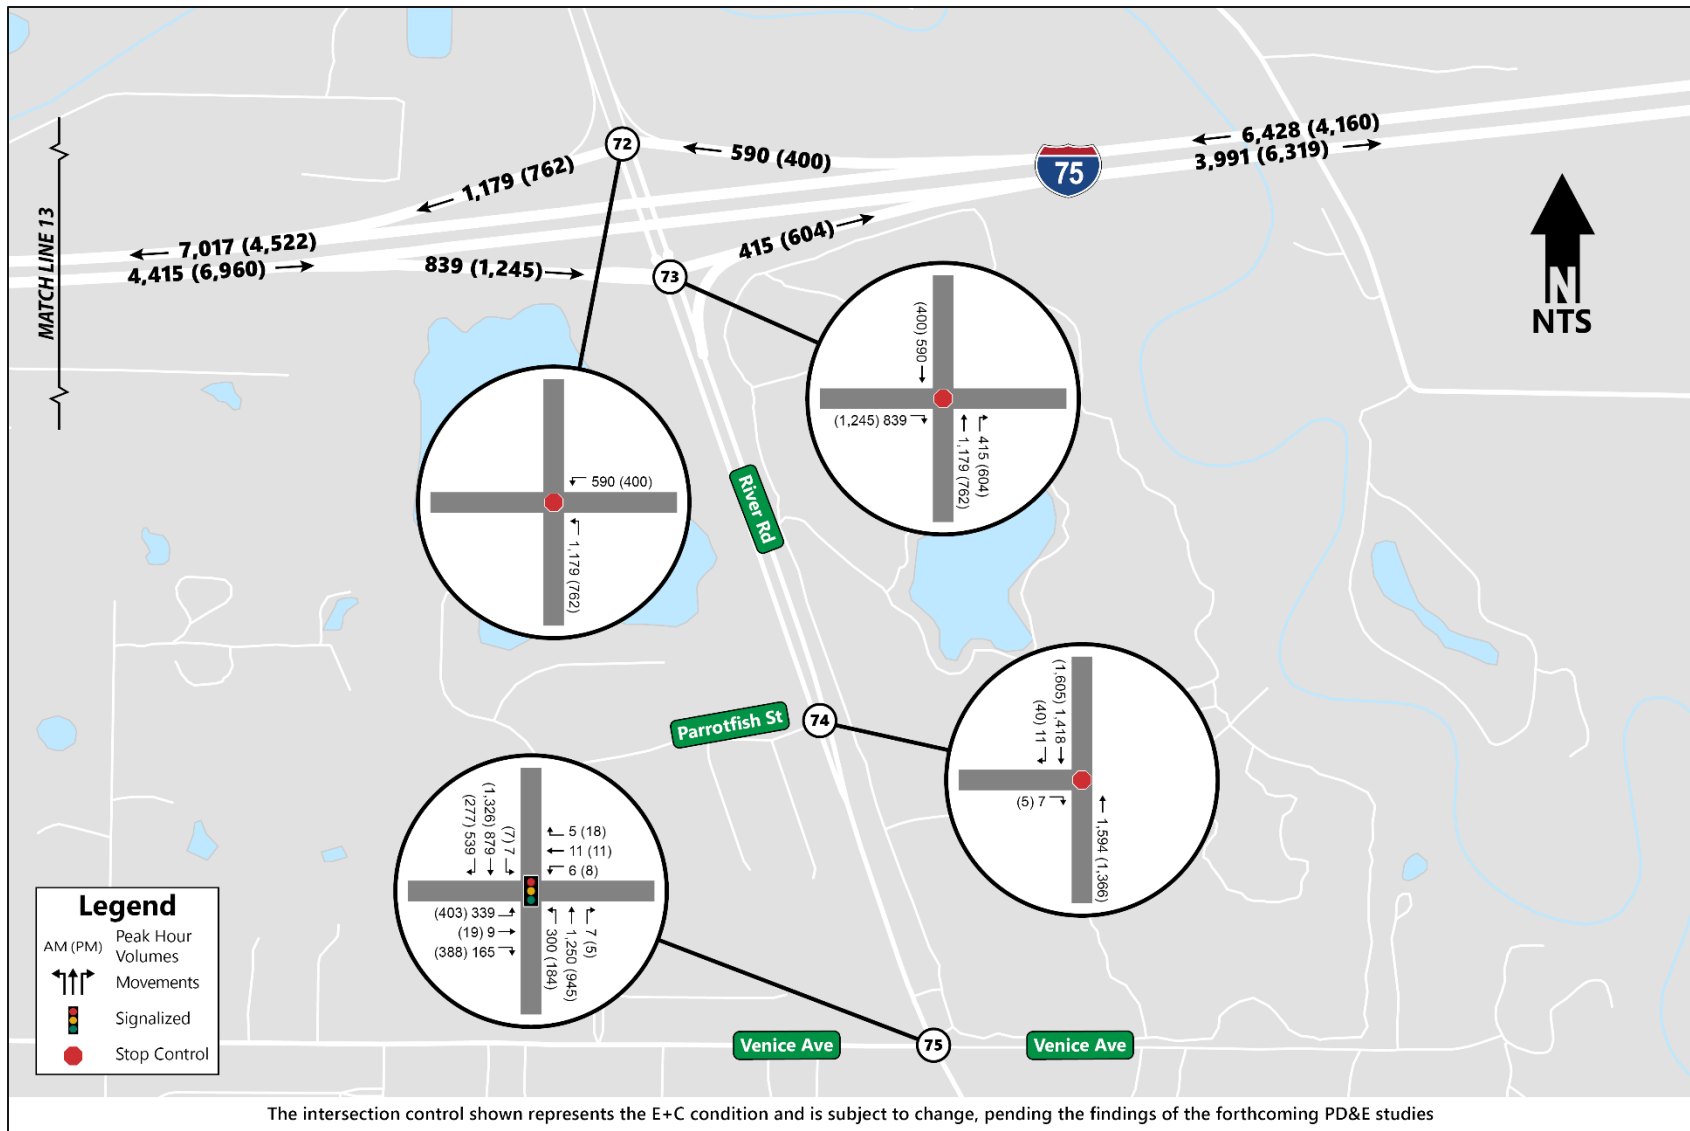 MATCH LINE 13
72
590 (400)
6,428 (4,160)
3,991 (6,319)
75
1,179 (762)
7,017 (4,522)
4,415 (6,960)
839 (1,245)
73
415 (604)
N
NTS
(400) 590
(1,245) 839
415 (604)
1,179 (762)
590 (400)
1,179 (762)
River Rd
Parrotfish St
74
(1,605) 1,418
(40) 11
(5) 7
1,594 (1,366)
(7) 7
(1,326) 879
(277) 539
5 (18)
11 (11)
6 (8)
(403) 339
(19) 9
(388) 165
7 (5)
1,250 (945)
300 (184)
Venice Ave
75
Venice Ave
Legend
AM (PM)
Peak Hour
Volumes
Movements
Signalized
Stop Control
The intersection control shown represents the E+C condition and is subject to change, pending the findings of the forthcoming PD&E studies